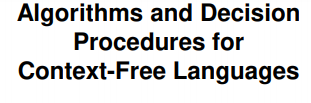 Algorithms and Decision
Procedures for
Context-Free Languages